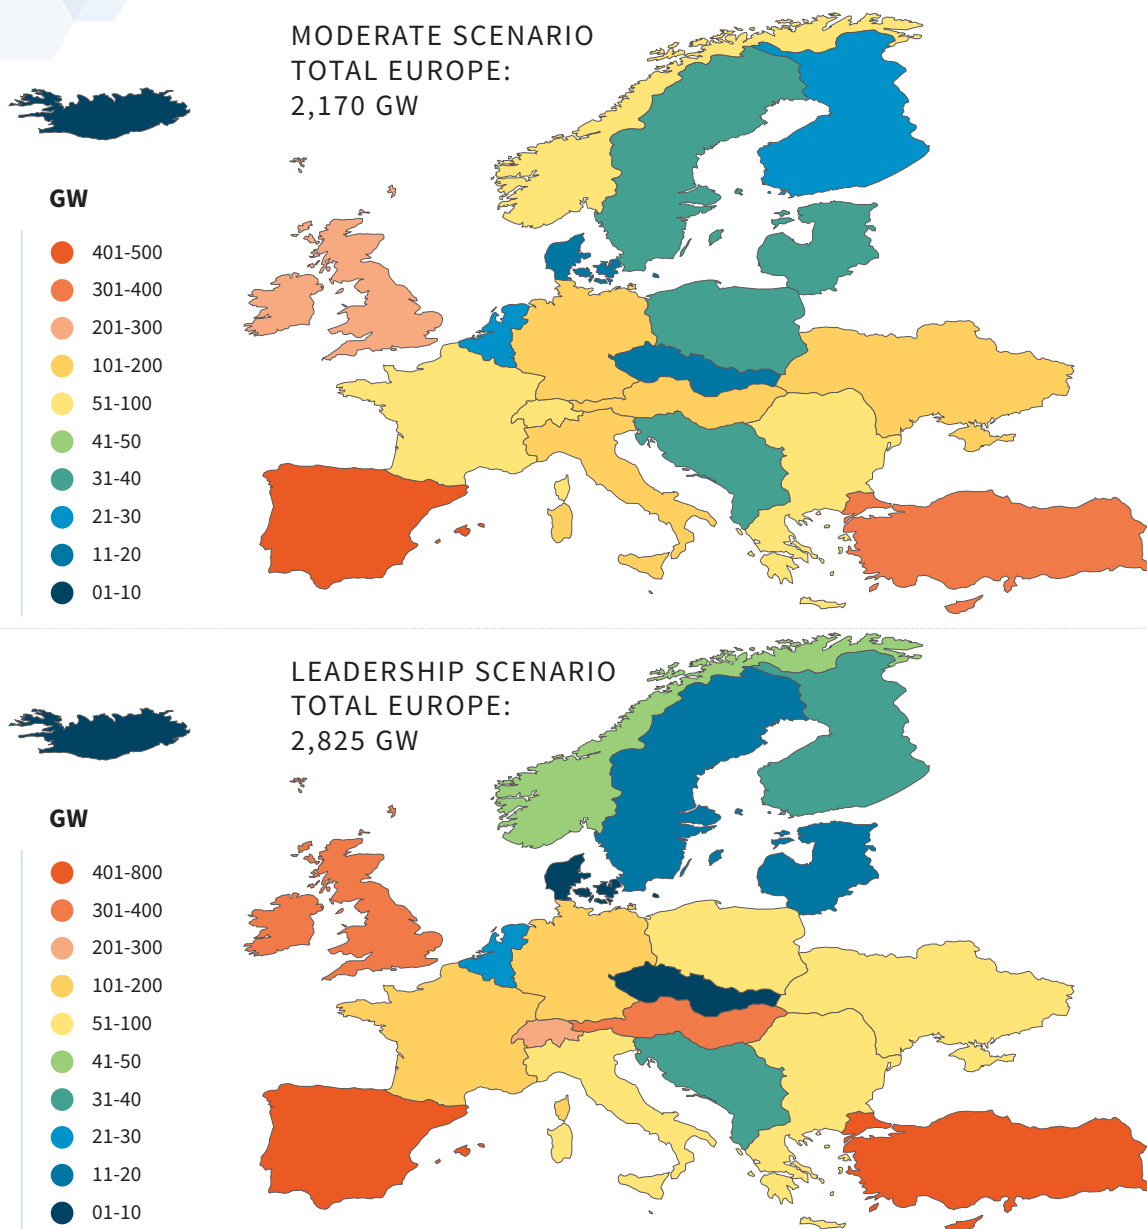 MODERATE SCENARIO
TOTAL EUROPE:
2,170 GW
GW
401-500
301-400
201-300
101-200
51-100
41-50
31-40
21-30
11-20
01-10
LEADERSHIP SCENARIO
TOTAL EUROPE:
2,825 GW
GW
401-800
301-400
201-300
101-200
51-100
41-50
31-40
21-30
11-20
01-10